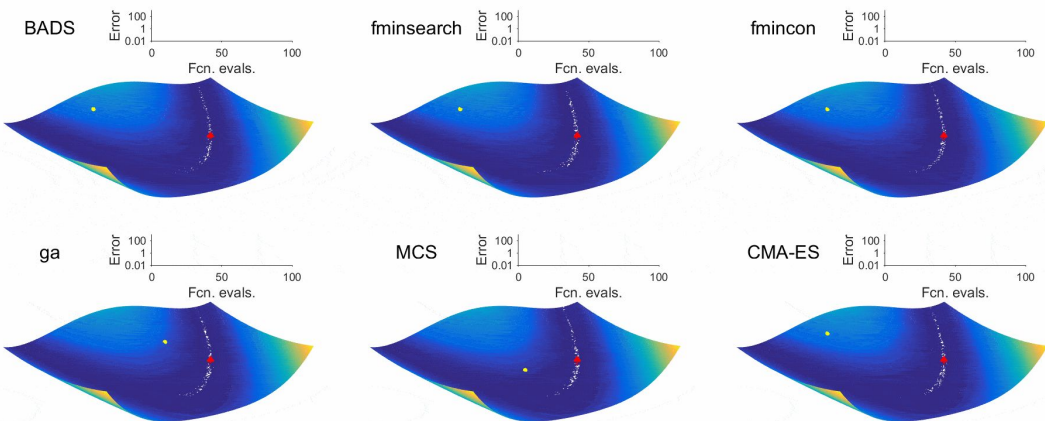 BADS
Error
100
1
0.01
0 50 100
Fcn. evals.
fminsearch
Error
100
1
0.01
0 50 100
Fcn. evals.
fmincon
Error
100
1
0.01
0 50 100
Fcn. evals.
ga
Error
100
1
0.01
0 50 100
Fcn. evals.
MCS
Error
100
1
0.01
0 50 100
Fcn. evals.
CMA-ES
Error
100
1
0.01
0 50 100
Fcn. evals.